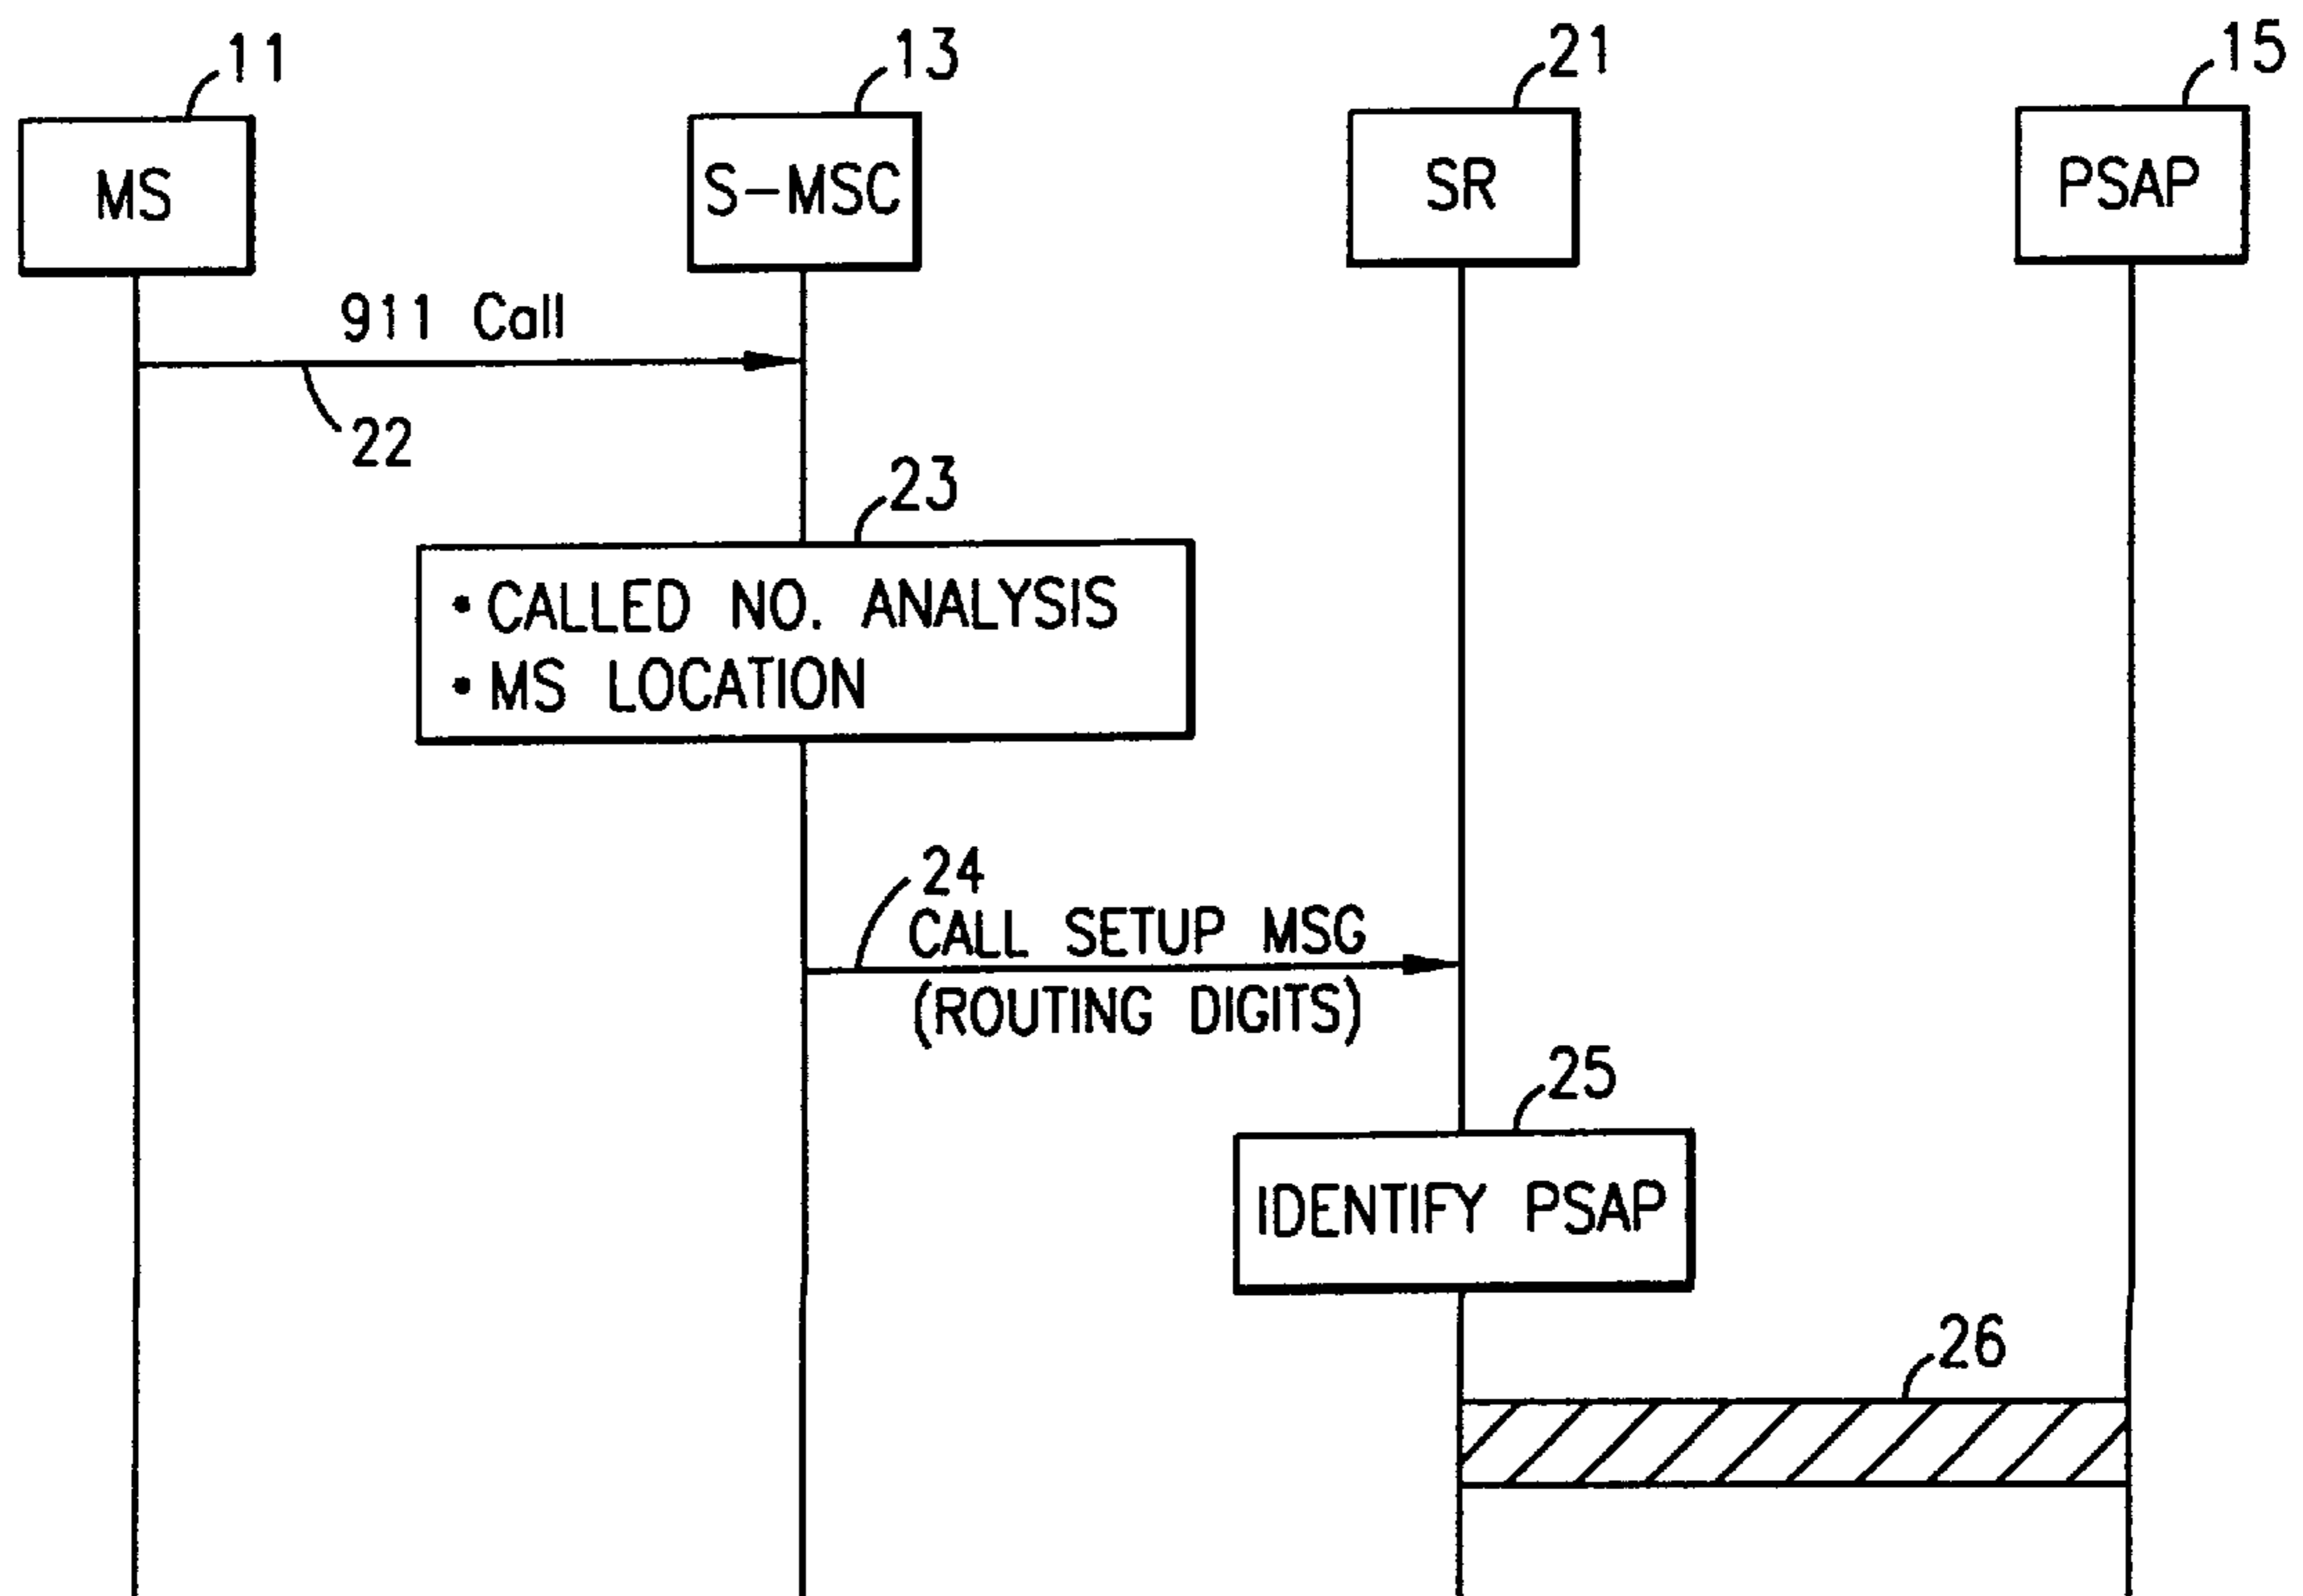 11
13
21
15
MS
S-MSC
SR
PSAP
911 Call
22
23
• CALLED NO. ANALYSIS
• MS LOCATION
24
CALL SETUP MSG
(ROUTING DIGITS)
25
IDENTIFY PSAP
26